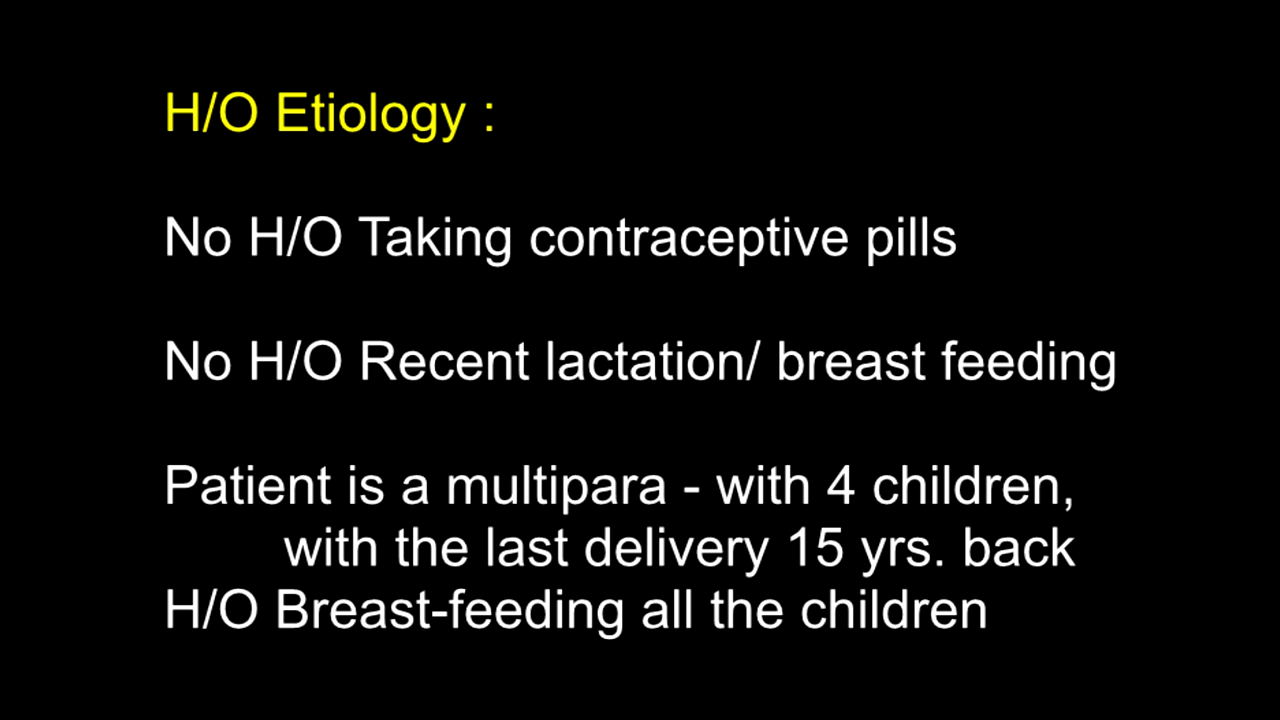 H/O Etiology :
No H/O Taking contraceptive pills
No H/O Recent lactation/ breast feeding
Patient is a multipara - with 4 children,
with the last delivery 15 yrs. back
H/O Breast-feeding all the children